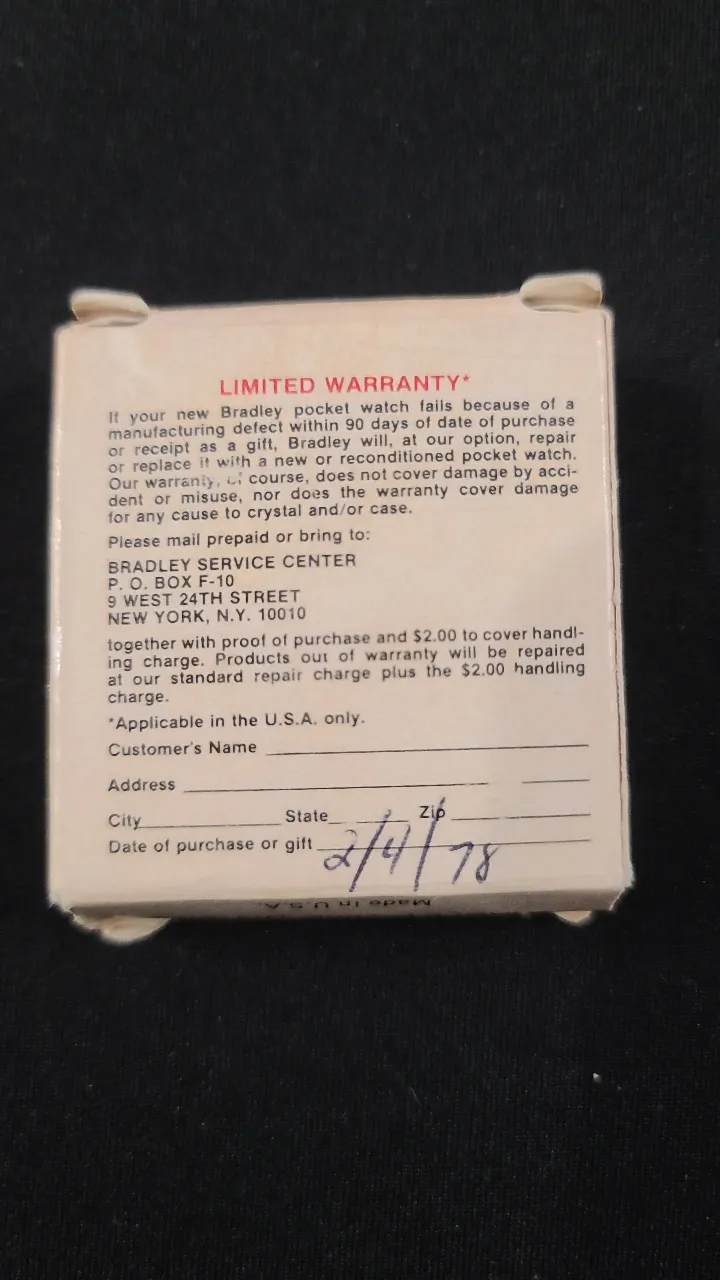 LIMITED WARRANTY*
If your new Bradley pocket watch fails because of a
manufacturing defect within 90 days of date of purchase
or receipt as a gift, Bradley will, at our option, repair
or replace it with a new or reconditioned pocket watch.
Our warranty, of course, does not cover damage by acci-
dent or misuse, nor does the warranty cover damage
for any cause to crystal and/or case.
Please mail prepaid or bring to:
BRADLEY SERVICE CENTER
P. O. BOX F-10
9 WEST 24TH STREET
NEW YORK, N.Y. 10010
together with proof of purchase and $2.00 to cover handl-
ing charge. Products out of warranty will be repaired
at our standard repair charge plus the $2.00 handling
charge.
*Applicable in the U.S.A. only.
Customer's Name
Address
City State Zip
Date of purchase or gift 2/4/78
Made in U.S.A.